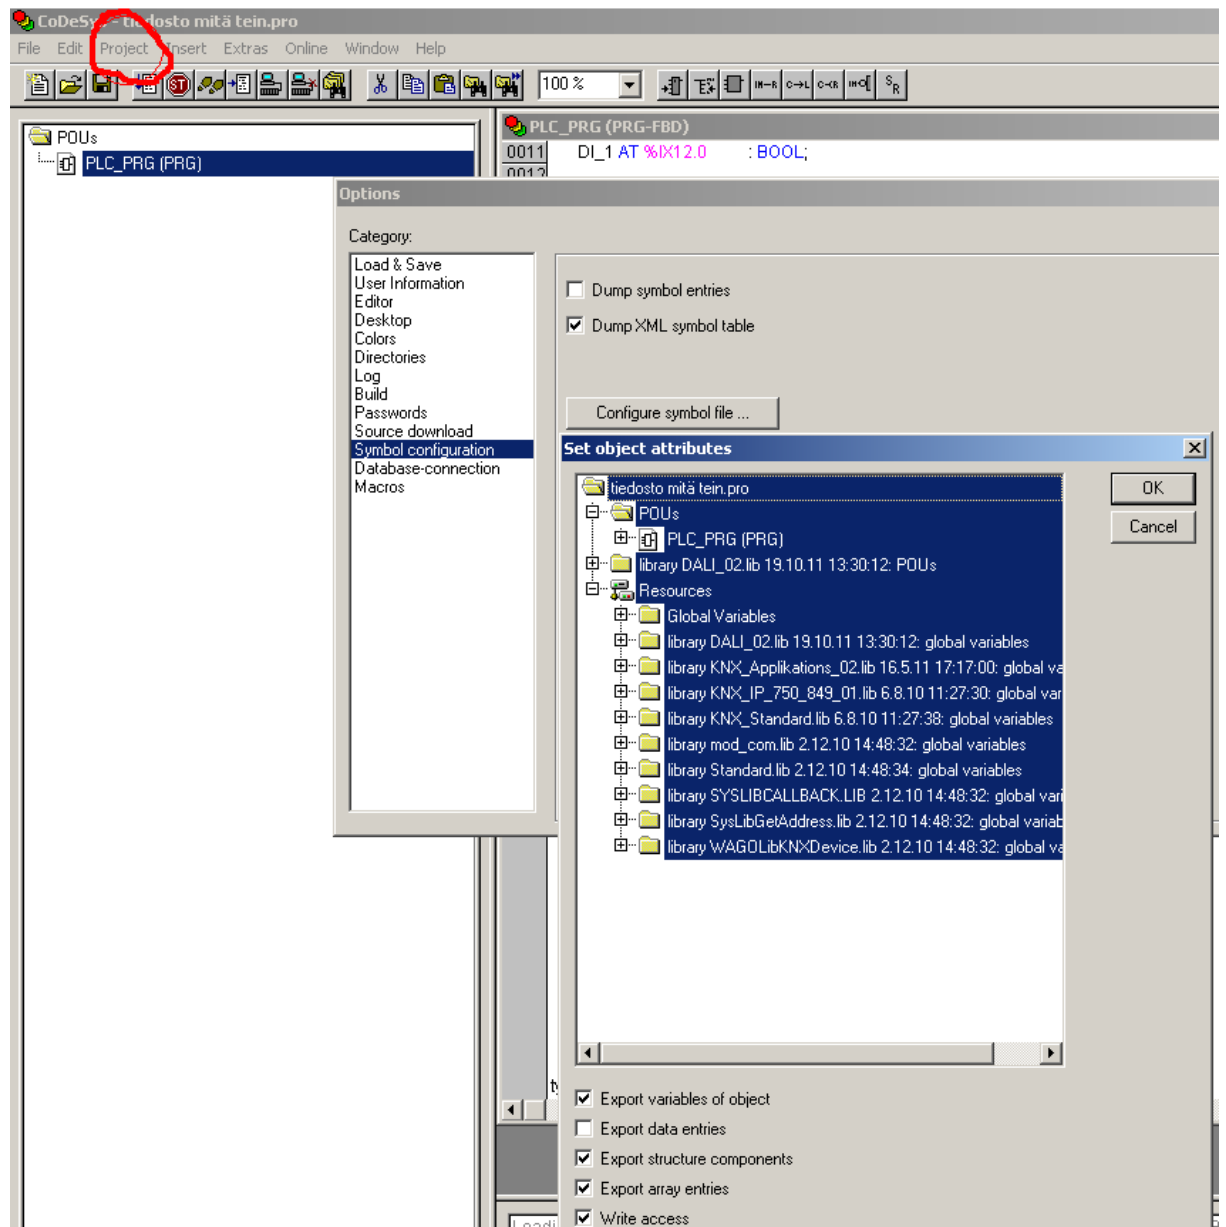 CoDeSys - tiedosto mitä tein.pro
File Edit Project Insert Extras Online Window Help
100 %
POUs
PLC_PRG (PRG)
PLC_PRG (PRG-FBD)
0011 DI_1 AT %IX12.0 : BOOL;
0012
Options
Category:
Load & Save
User Information
Editor
Desktop
Colors
Directories
Log
Build
Passwords
Source download
Symbol configuration
Database-connection
Macros
Dump symbol entries
Dump XML symbol table
Configure symbol file ...
Set object attributes
tiedosto mitä tein.pro
POUs
PLC_PRG (PRG)
library DALI_02.lib 19.10.11 13:30:12: POUs
Resources
Global Variables
library DALI_02.lib 19.10.11 13:30:12: global variables
library KNX_Applikations_02.lib 16.5.11 17:17:00: global va
library KNX_IP_750_849_01.lib 6.8.10 11:27:30: global var
library KNX_Standard.lib 6.8.10 11:27:38: global variables
library mod_com.lib 2.12.10 14:48:32: global variables
library Standard.lib 2.12.10 14:48:34: global variables
library SYSLIBCALLBACK.LIB 2.12.10 14:48:32: global vari
library SysLibGetAddress.lib 2.12.10 14:48:32: global variab
library WAGOLibKNXDevice.lib 2.12.10 14:48:32: global va
OK
Cancel
Export variables of object
Export data entries
Export structure components
Export array entries
Write access
Loadi